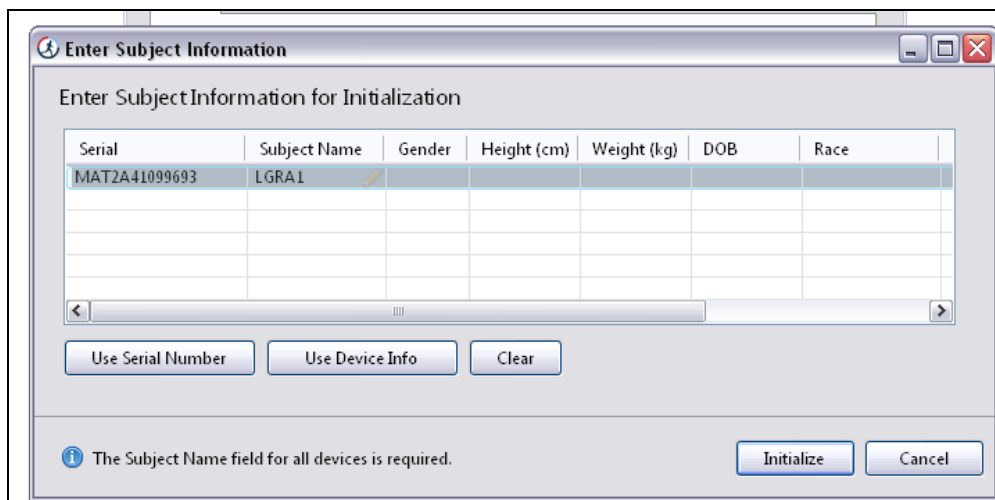 Enter Subject Information
Enter Subject Information for Initialization
Serial Subject Name Gender Height (cm) Weight (kg) DOB Race
MAT2A41099693 LGRA1
Use Serial Number Use Device Info Clear
The Subject Name field for all devices is required.
Initialize Cancel